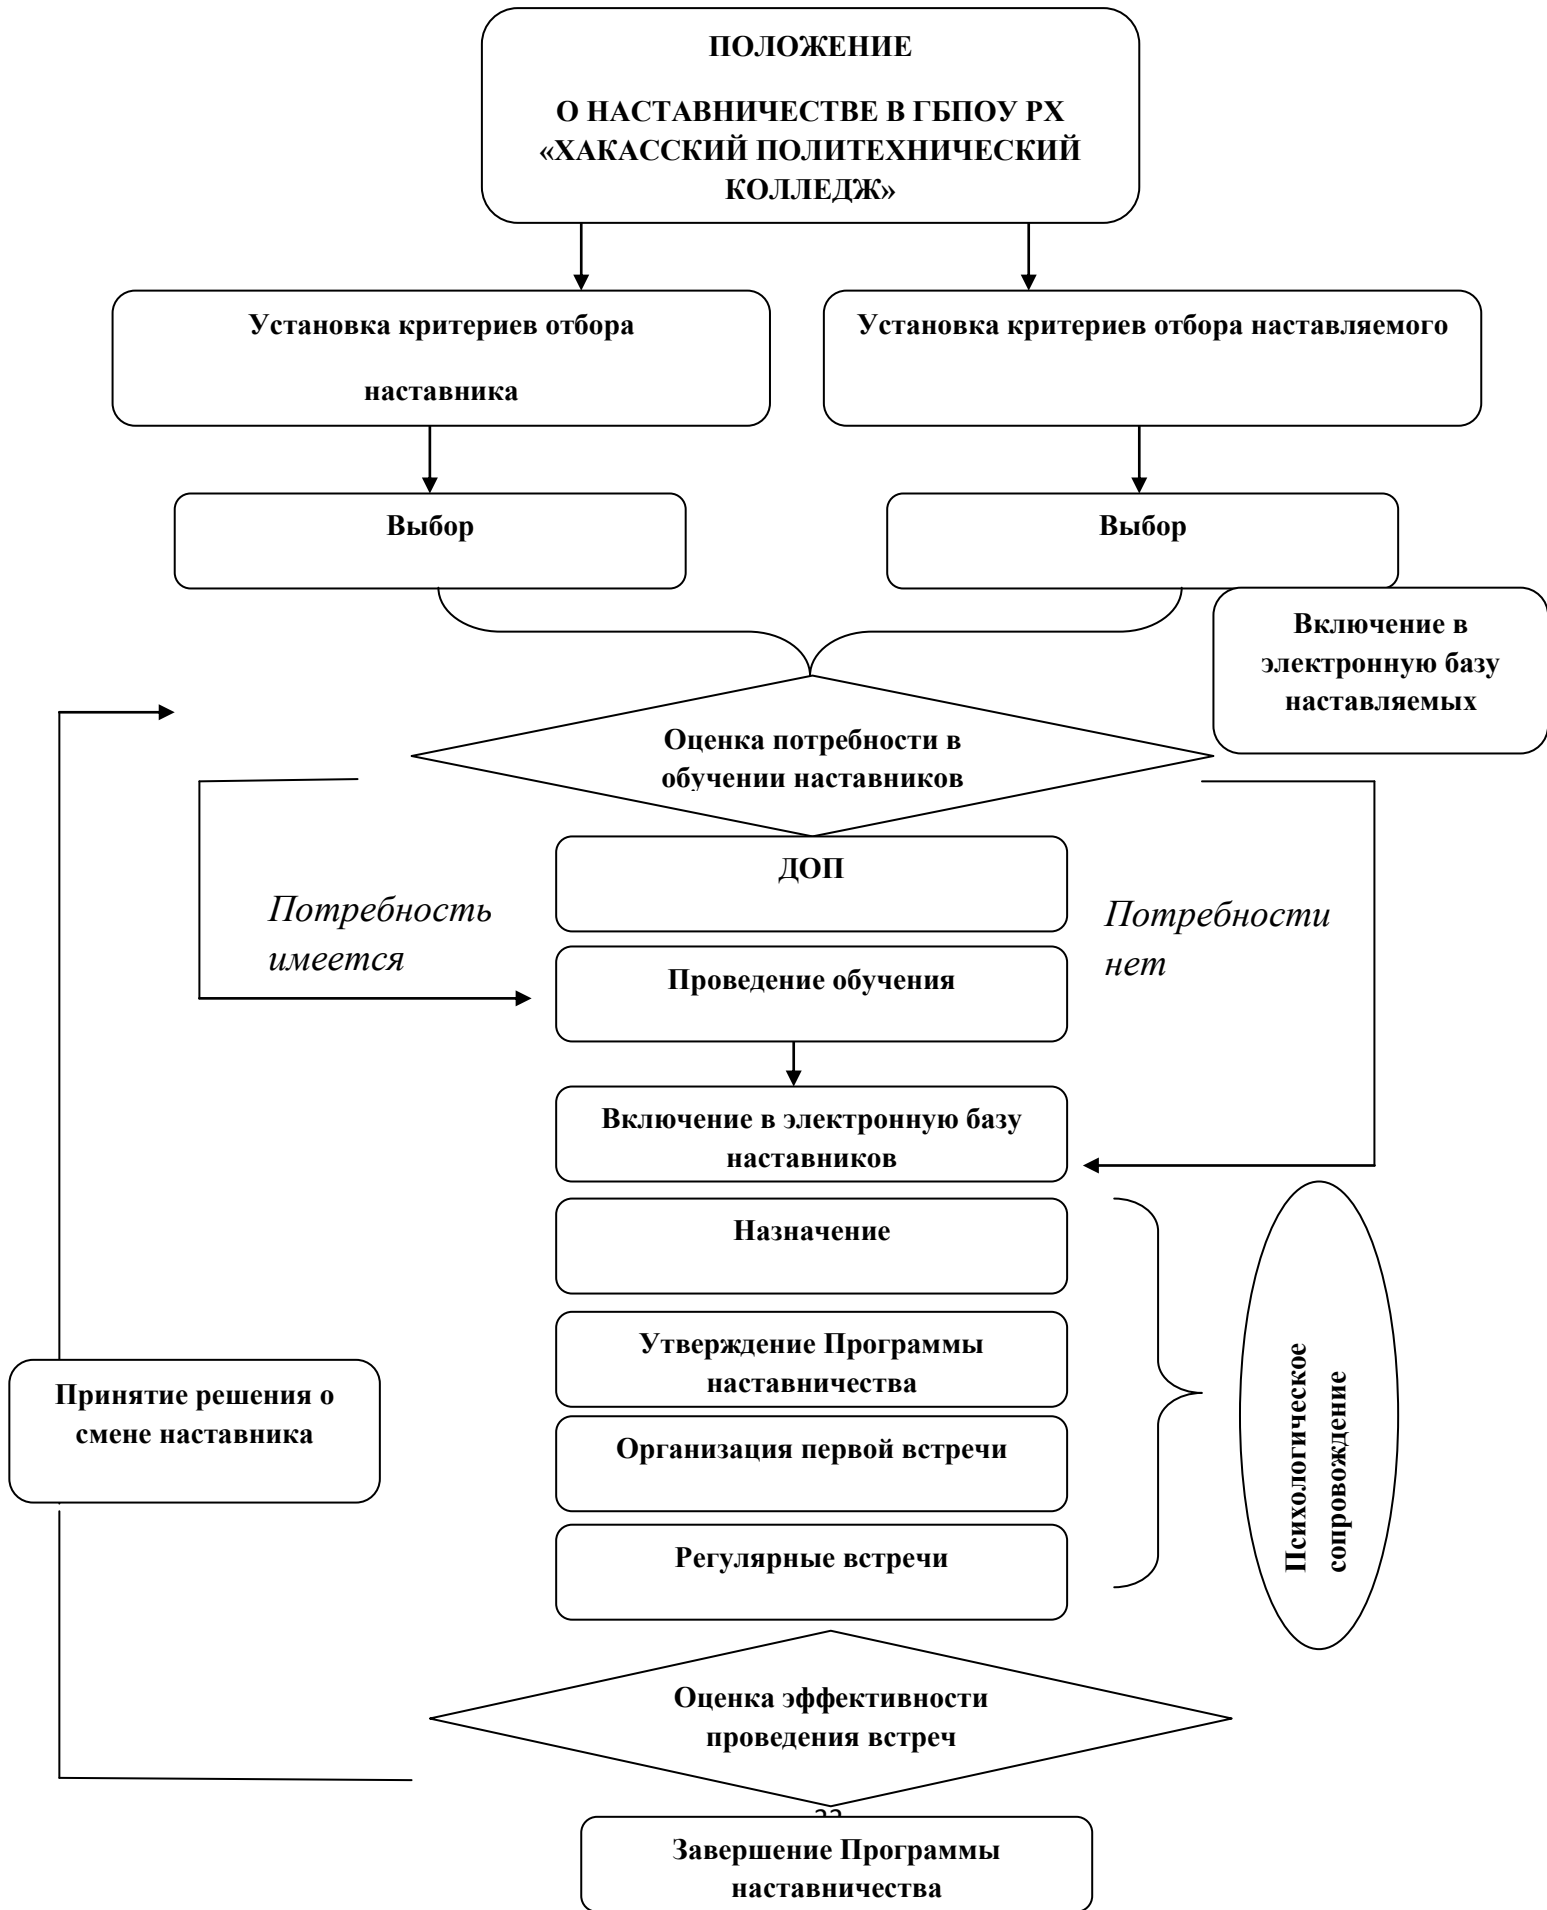 ПОЛОЖЕНИЕ
О НАСТАВНИЧЕСТВЕ В ГБПОУ РХ
«ХАКАССКИЙ ПОЛИТЕХНИЧЕСКИЙ
КОЛЛЕДЖ»
Установка критериев отбора
наставника
Установка критериев отбора наставляемого
Выбор
Выбор
Включение в
электронную базу
наставляемых
Оценка потребности в
обучении наставников
ДОП
Потребность
имеется
Потребности
нет
Проведение обучения
Включение в электронную базу
наставников
Назначение
Утверждение Программы
наставничества
Принятие решения о
смене наставника
Организация первой встречи
Регулярные встречи
Психологическое
сопровождение
Оценка эффективности
проведения встреч
Завершение Программы
наставничества